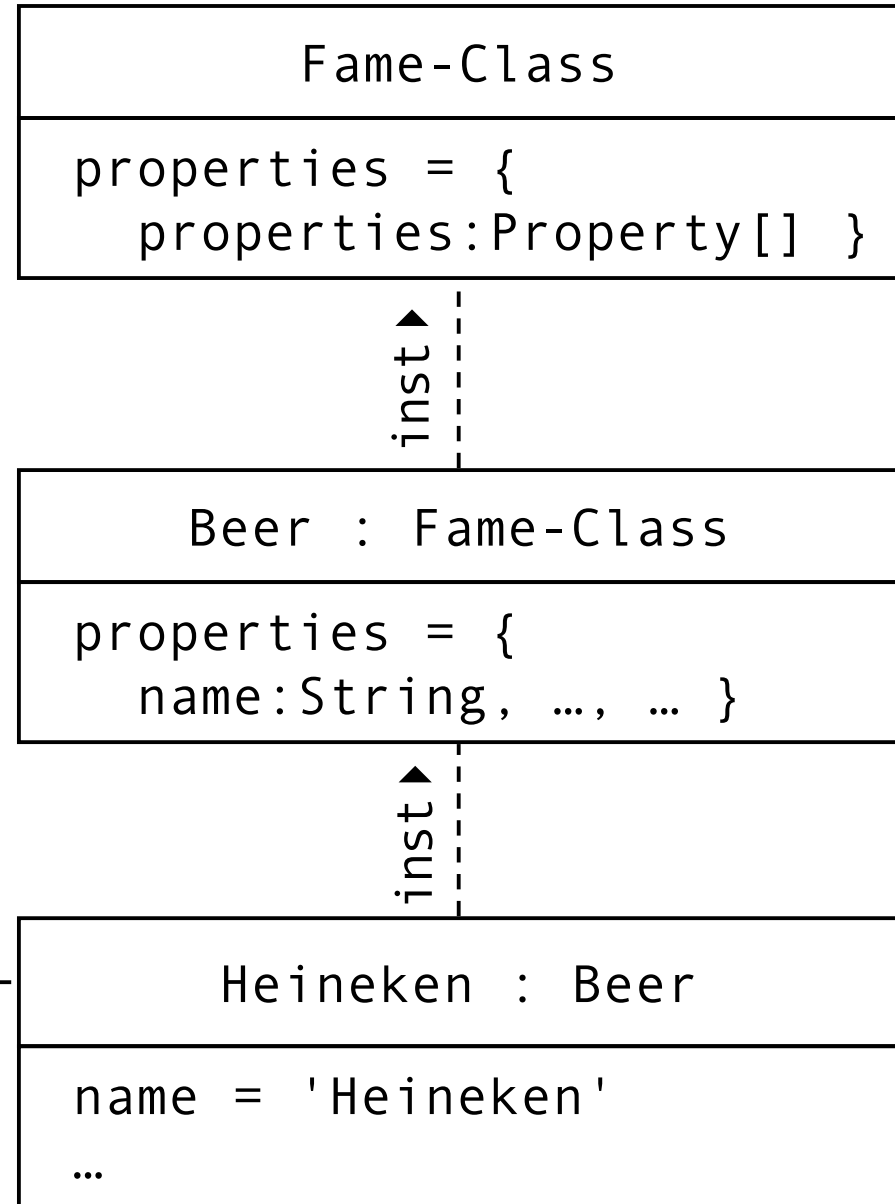 Fame-Class
properties = {
properties:Property[] }
inst
Beer : Fame-Class
properties = {
name:String, …, … }
inst
Heineken : Beer
name = 'Heineken'
…